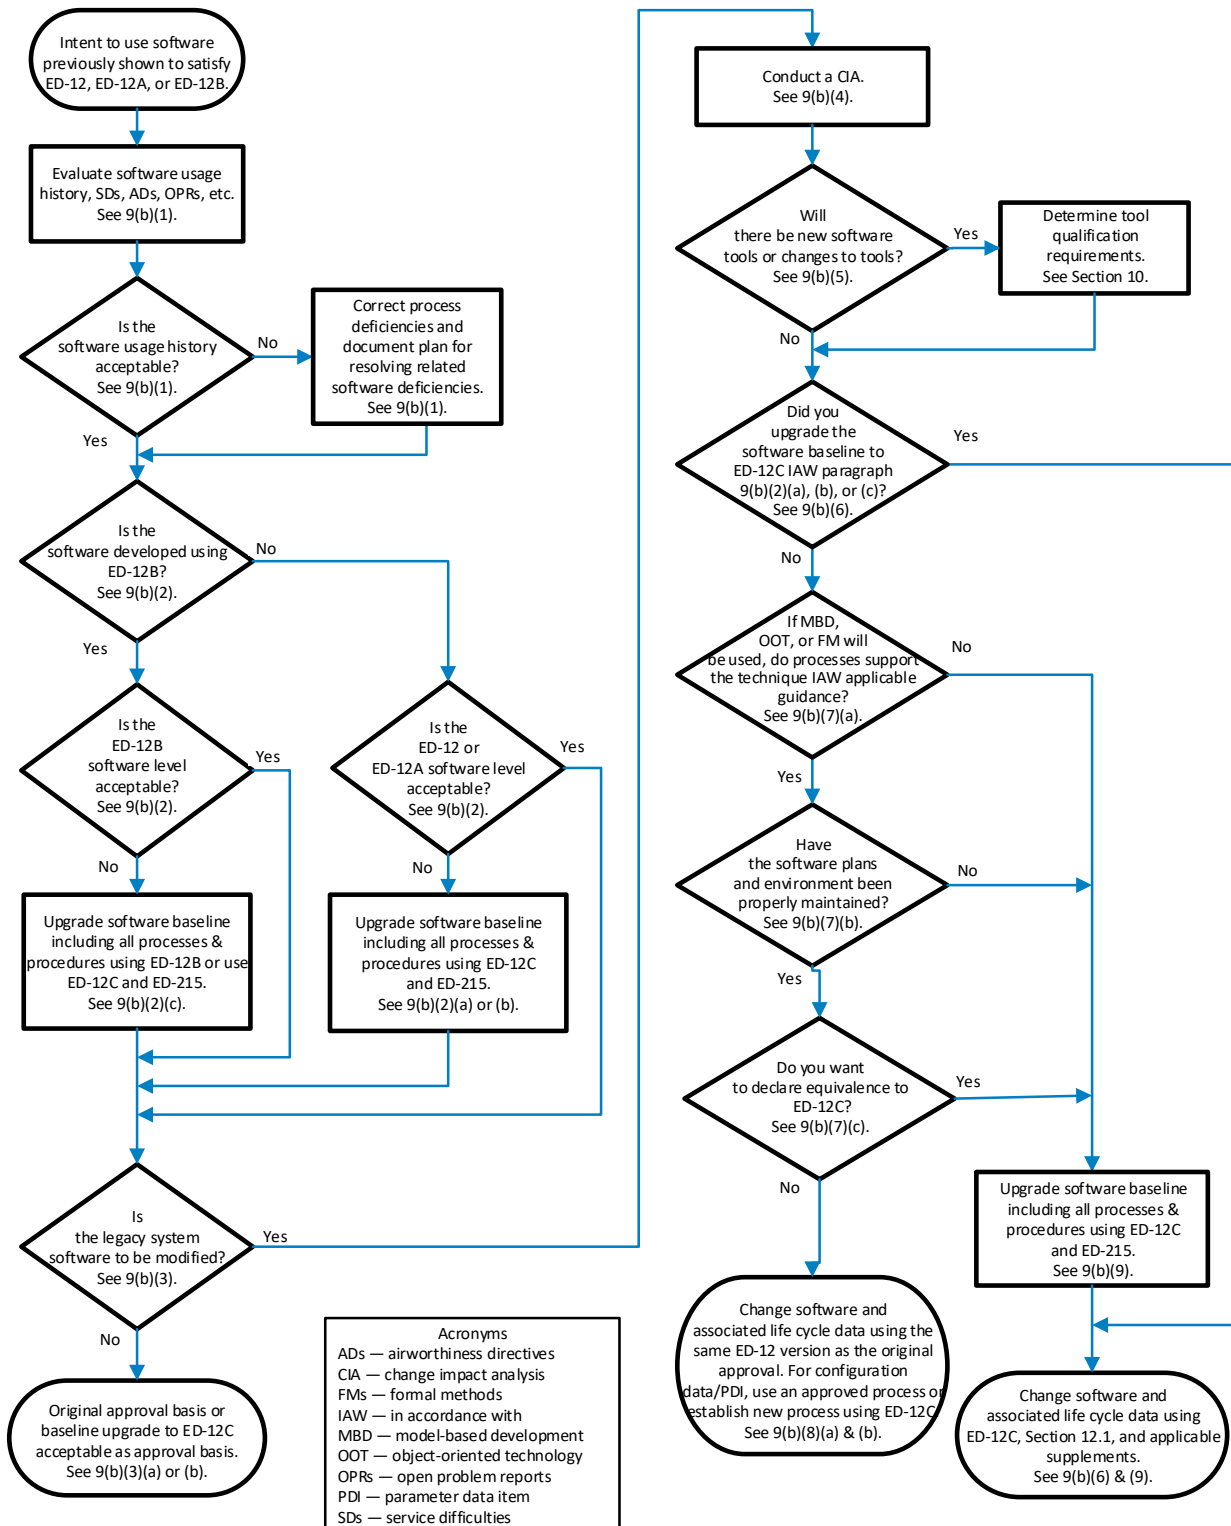 Intent to use software
previously shown to satisfy
ED-12, ED-12A, or ED-12B.
Evaluate software usage
history, SDs, ADs, OPRs, etc.
See 9(b)(1).
Is the
software usage history
acceptable?
See 9(b)(1).
No
Correct process
deficiencies and
document plan for
resolving related
software deficiencies.
See 9(b)(1).
Yes
Is the
software developed using
ED-12B?
See 9(b)(2).
No
Yes
Is the
ED-12B
software level
acceptable?
See 9(b)(2).
Yes
No
Is the
ED-12 or
ED-12A software level
acceptable?
See 9(b)(2).
Yes
No
Upgrade software baseline
including all processes &
procedures using ED-12B or use
ED-12C and ED-215.
See 9(b)(2)(c).
Upgrade software baseline
including all processes &
procedures using ED-12C
and ED-215.
See 9(b)(2)(a) or (b).
Is
the legacy system
software to be modified?
See 9(b)(3).
Yes
No
Original approval basis or
baseline upgrade to ED-12C
acceptable as approval basis.
See 9(b)(3)(a) or (b).
Acronyms
ADs — airworthiness directives
CIA — change impact analysis
FMs — formal methods
IAW — in accordance with
MBD — model-based development
OOT — object-oriented technology
OPRs — open problem reports
PDI — parameter data item
SDs — service difficulties
Conduct a CIA.
See 9(b)(4).
Will
there be new software
tools or changes to tools?
See 9(b)(5).
Yes
Determine tool
qualification
requirements.
See Section 10.
No
Did you
upgrade the
software baseline to
ED-12C IAW paragraph
9(b)(2)(a), (b), or (c)?
See 9(b)(6).
Yes
No
If MBD,
OOT, or FM will
be used, do processes support
the technique IAW applicable
guidance?
See 9(b)(7)(a).
No
Yes
Have
the software plans
and environment been
properly maintained?
See 9(b)(7)(b).
No
Yes
Do you want
to declare equivalence to
ED-12C?
See 9(b)(7)(c).
Yes
No
Upgrade software baseline
including all processes &
procedures using ED-12C
and ED-215.
See 9(b)(9).
Change software and
associated life cycle data using the
same ED-12 version as the original
approval. For configuration
data/PDI, use an approved process or
establish new process using ED-12C.
See 9(b)(8)(a) & (b).
Change software and
associated life cycle data using
ED-12C, Section 12.1, and applicable
supplements.
See 9(b)(6) & (9).